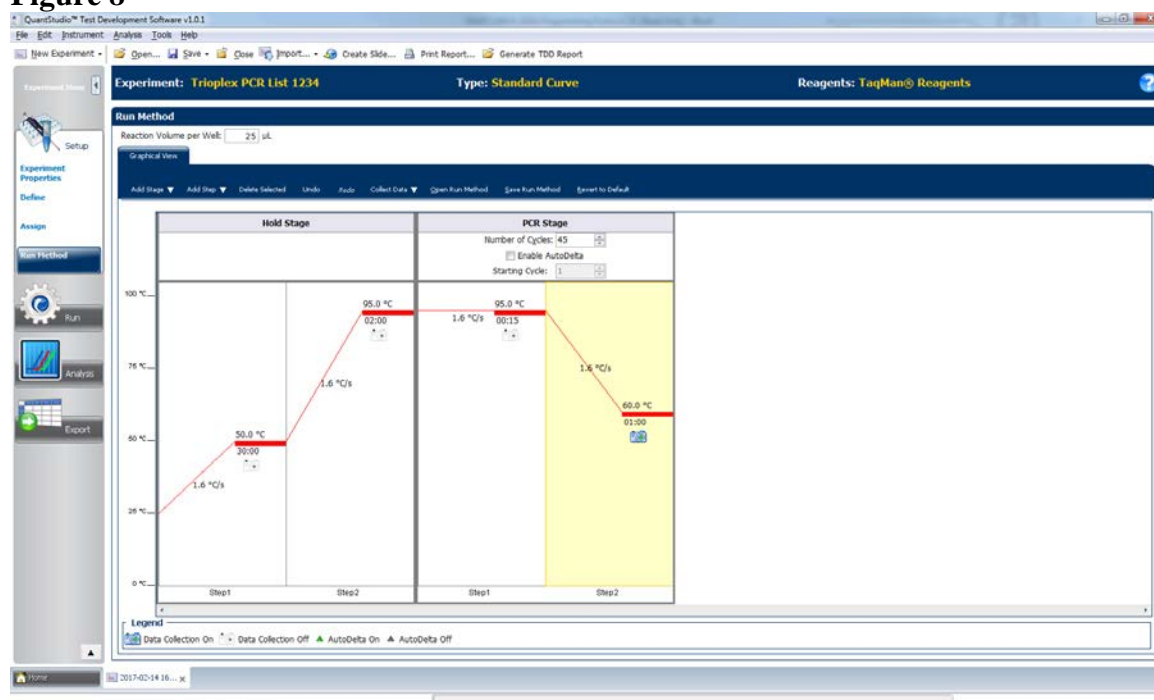 Figure 8
QuantStudio™ Test Development Software v1.0.1
File Edit Instrument Analysis Tools Help
New Experiment Open... Save Close Import... Create Slide... Print Report... Generate TDD Report
Experiment Menu
Experiment: Trioplex PCR List 1234 Type: Standard Curve Reagents: TaqMan® Reagents
Run Method
Reaction Volume per Well: 25 µL
Graphical View
Add Stage Add Step Delete Selected Undo Redo Collect Data Open Run Method Save Run Method Revert to Default
Setup
Experiment Properties
Define
Assign
Run Method
Run
Analysis
Export
Hold Stage PCR Stage
Number of Cycles: 45
Enable AutoDelta
Starting Cycle: 1
100 °C
75 °C
50 °C
25 °C
0 °C
1.6 °C/s
50.0 °C
30:00
1.6 °C/s
95.0 °C
02:00
1.6 °C/s
95.0 °C
00:15
1.6 °C/s
60.0 °C
01:00
Step1 Step2 Step1 Step2
Legend
Data Collection On Data Collection Off AutoDelta On AutoDelta Off
Home 2017-02-14 16... x